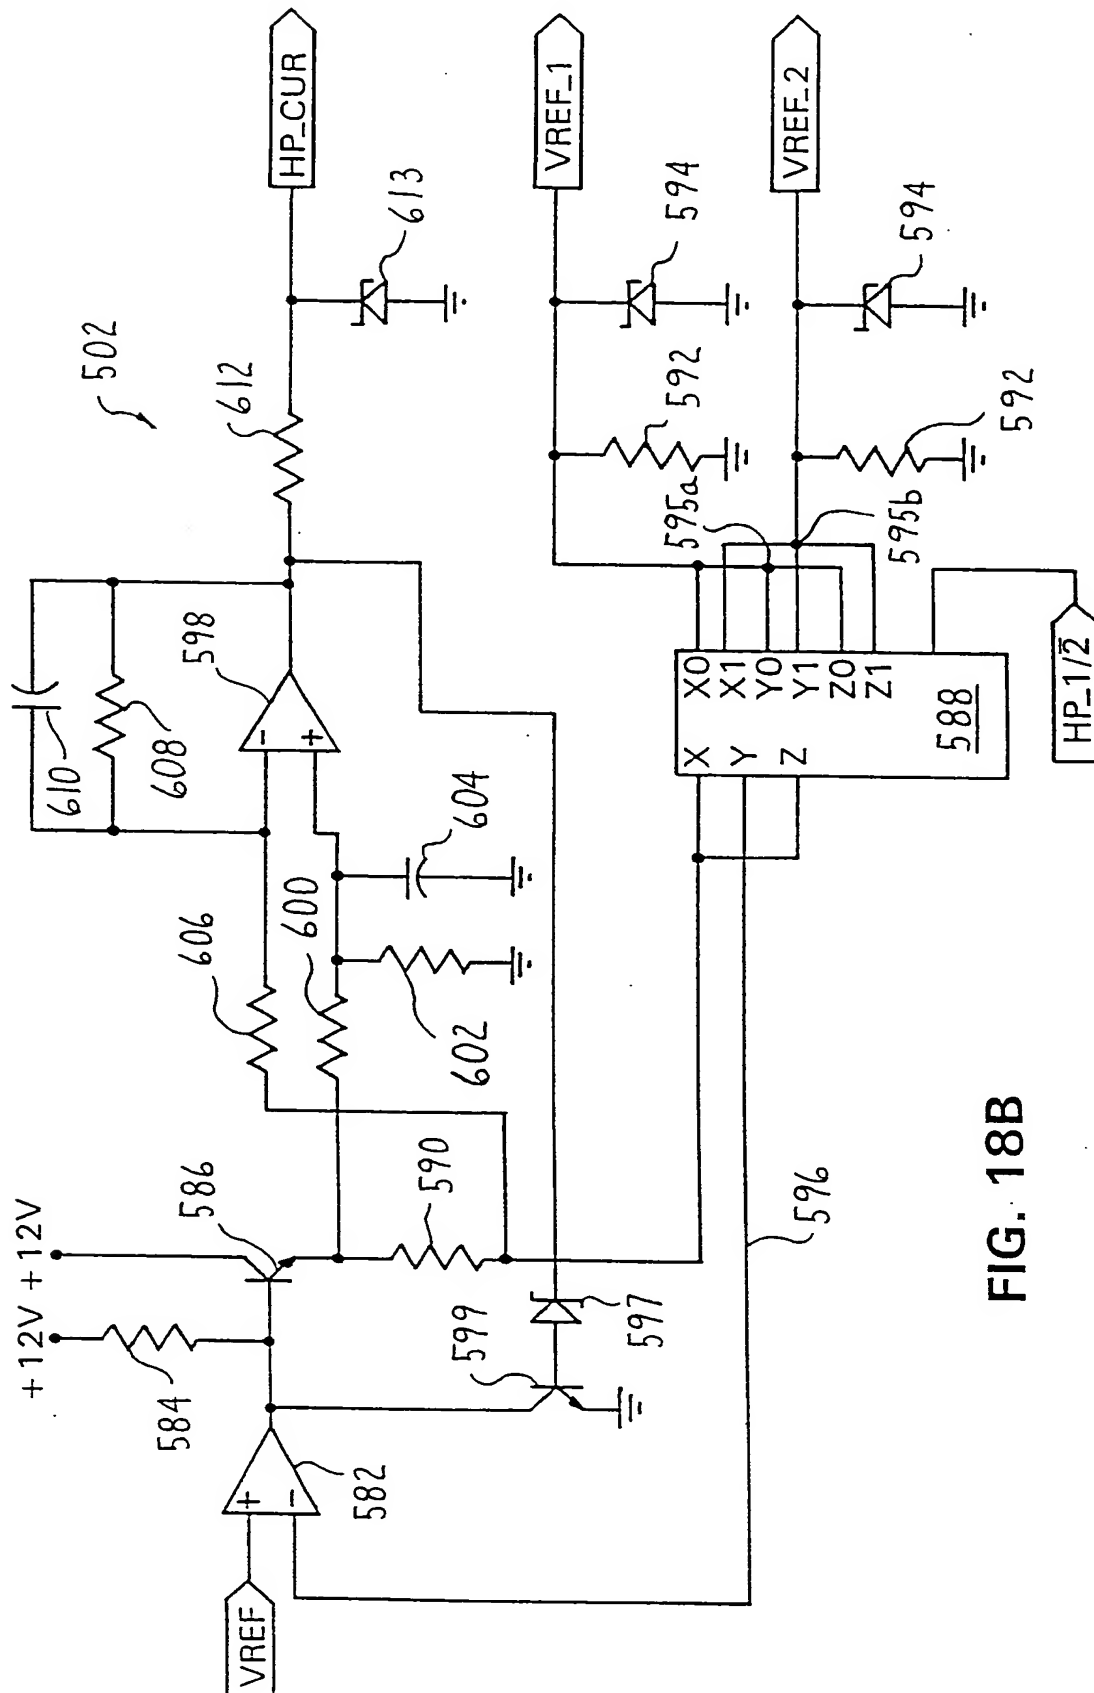 502
HP_CUR
613
612
610
608
598
604
606
600
602
+12V
+12V
586
584
590
599
597
582
VREF
596
VREF_1
594
592
595a
VREF_2
594
592
595b
X
Y
Z
X0
X1
Y0
Y1
Z0
Z1
588
HP_1/2̅
FIG. 18B
+
-
-
+